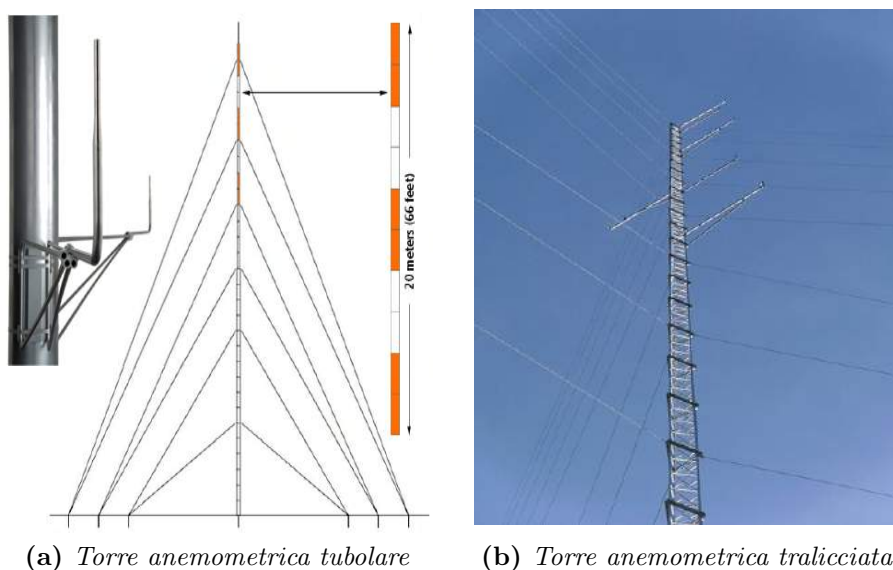 20 meters (66 feet)
(a) Torre anemometrica tubolare
(b) Torre anemometrica tralicciata